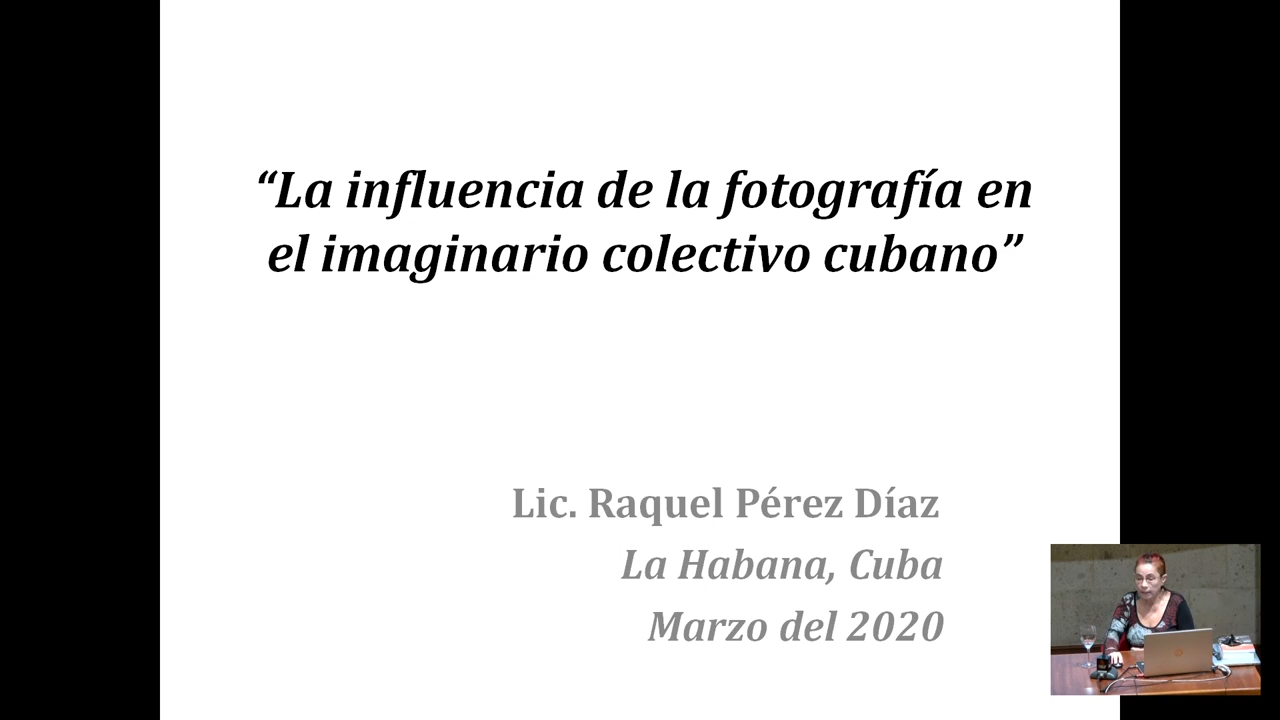 “La influencia de la fotografía en
el imaginario colectivo cubano”
Lic. Raquel Pérez Díaz
La Habana, Cuba
Marzo del 2020